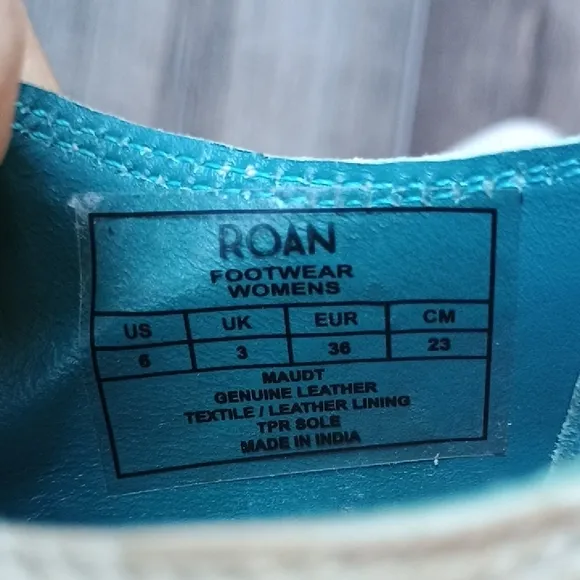 ROAN
FOOTWEAR
WOMENS
US UK EUR CM
6 3 36 23
MAUDT
GENUINE LEATHER
TEXTILE / LEATHER LINING
TPR SOLE
MADE IN INDIA